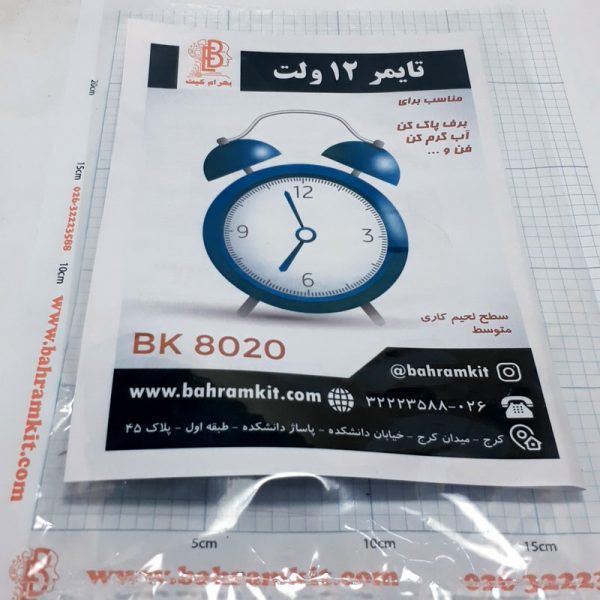 بهرام کیت
تایمر ۱۲ ولت
مناسب برای
برف پاک کن
آب گرم کن
فن و ...
12
9
3
6
سطح لحیم کاری
متوسط
BK 8020
@bahramkit
www.bahramkit.com
۳۲۲۲۳۵۸۸-۰۲۶
کرج - میدان کرج - خیابان دانشکده - پاساژ دانشکده - طبقه اول - پلاک ۴۵
20cm
15cm
10cm
026-32223588
www.bahramkit.com
5cm
10cm
15cm
www.bahramkit.com
026-32223